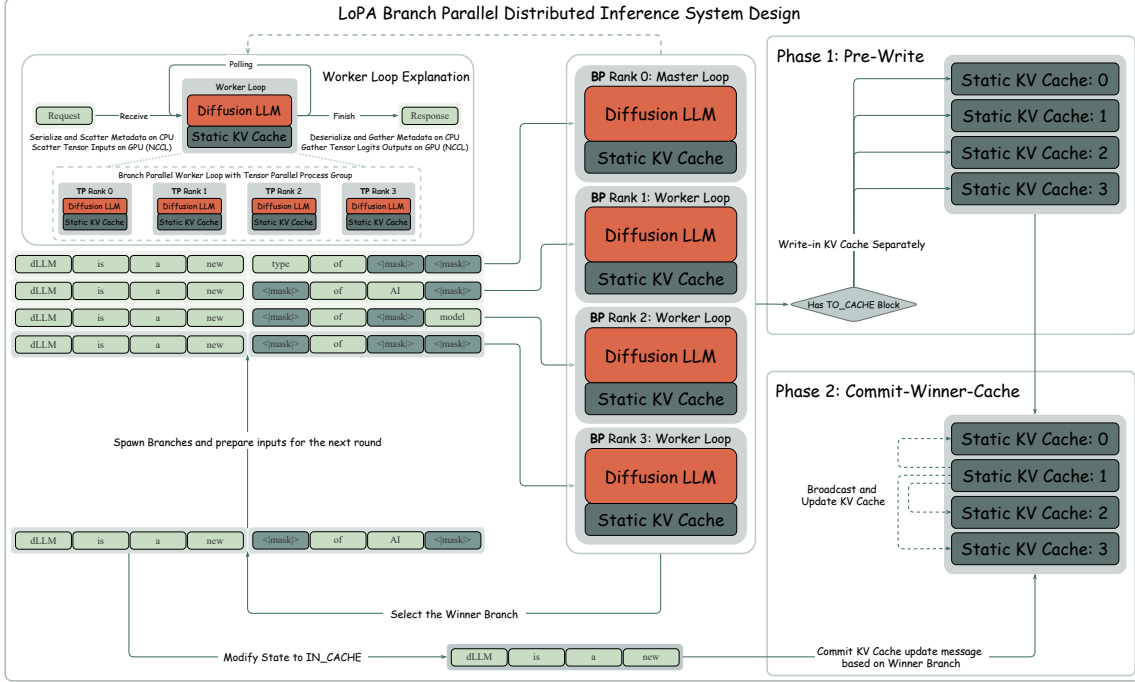 LoPA Branch Parallel Distributed Inference System Design
Polling
Worker Loop Explanation
Worker Loop
Request
Receive
Diffusion LLM
Static KV Cache
Finish
Response
Serialize and Scatter Metadata on CPU
Scatter Tensor Inputs on GPU (NCCL)
Deserialize and Gather Metadata on CPU
Gather Tensor Logits Outputs on GPU (NCCL)
Branch Parallel Worker Loop with Tensor Parallel Process Group
TP Rank 0
TP Rank 1
TP Rank 2
TP Rank 3
Diffusion LLM
Diffusion LLM
Diffusion LLM
Diffusion LLM
Static KV Cache
Static KV Cache
Static KV Cache
Static KV Cache
dLLM is a new type of <|mask|> <|mask|>
dLLM is a new <|mask|> of AI <|mask|>
dLLM is a new <|mask|> of <|mask|> model
dLLM is a new <|mask|> of <|mask|> <|mask|>
Spawn Branches and prepare inputs for the next round
dLLM is a new <|mask|> of AI <|mask|>
Select the Winner Branch
Modify State to IN_CACHE
dLLM is a new
Commit KV Cache update message
based on Winner Branch
BP Rank 0: Master Loop
Diffusion LLM
Static KV Cache
BP Rank 1: Worker Loop
Diffusion LLM
Static KV Cache
BP Rank 2: Worker Loop
Diffusion LLM
Static KV Cache
BP Rank 3: Worker Loop
Diffusion LLM
Static KV Cache
Phase 1: Pre-Write
Static KV Cache: 0
Static KV Cache: 1
Static KV Cache: 2
Static KV Cache: 3
Write-in KV Cache Separately
Has TO_CACHE Block
Phase 2: Commit-Winner-Cache
Static KV Cache: 0
Static KV Cache: 1
Static KV Cache: 2
Static KV Cache: 3
Broadcast and
Update KV Cache